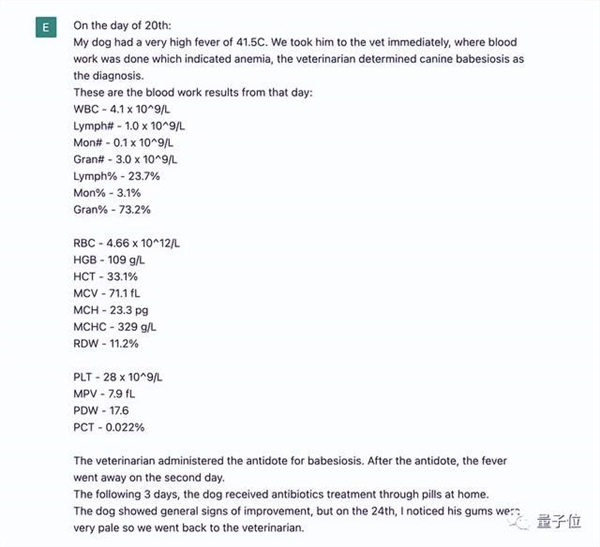 E
On the day of 20th:
My dog had a very high fever of 41.5C. We took him to the vet immediately, where blood
work was done which indicated anemia, the veterinarian determined canine babesiosis as
the diagnosis.
These are the blood work results from that day:
WBC - 4.1 x 10^9/L
Lymph# - 1.0 x 10^9/L
Mon# - 0.1 x 10^9/L
Gran# - 3.0 x 10^9/L
Lymph% - 23.7%
Mon% - 3.1%
Gran% - 73.2%
RBC - 4.66 x 10^12/L
HGB - 109 g/L
HCT - 33.1%
MCV - 71.1 fL
MCH - 23.3 pg
MCHC - 329 g/L
RDW - 11.2%
PLT - 28 x 10^9/L
MPV - 7.9 fL
PDW - 17.6
PCT - 0.022%
The veterinarian administered the antidote for babesiosis. After the antidote, the fever
went away on the second day.
The following 3 days, the dog received antibiotics treatment through pills at home.
The dog showed general signs of improvement, but on the 24th, I noticed his gums were
very pale so we went back to the veterinarian.
量子位